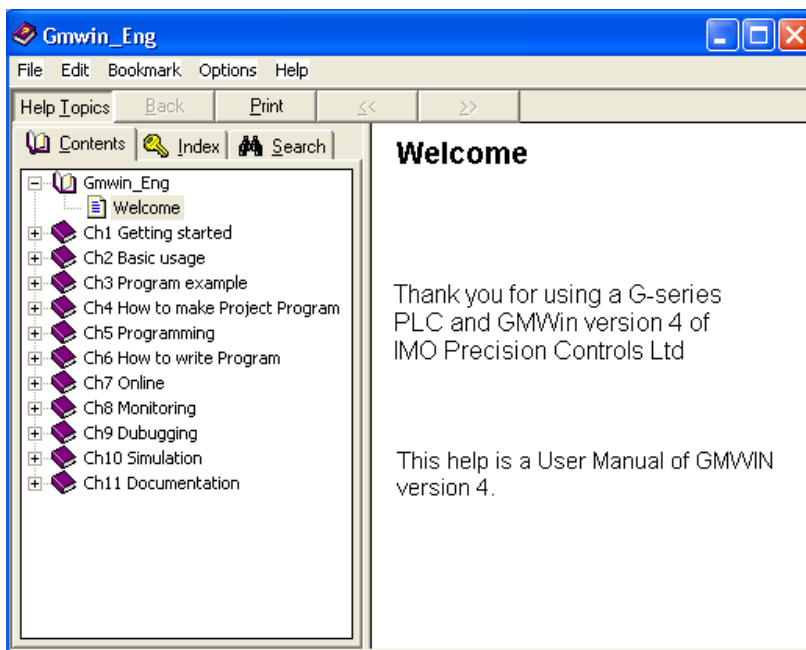 Gmwin_Eng
File Edit Bookmark Options Help
Help Topics Back Print << >>
Contents Index Search
Gmwin_Eng
Welcome
Ch1 Getting started
Ch2 Basic usage
Ch3 Program example
Ch4 How to make Project Program
Ch5 Programming
Ch6 How to write Program
Ch7 Online
Ch8 Monitoring
Ch9 Dubugging
Ch10 Simulation
Ch11 Documentation
Welcome
Thank you for using a G-series
PLC and GMWin version 4 of
IMO Precision Controls Ltd
This help is a User Manual of GMWIN
version 4.